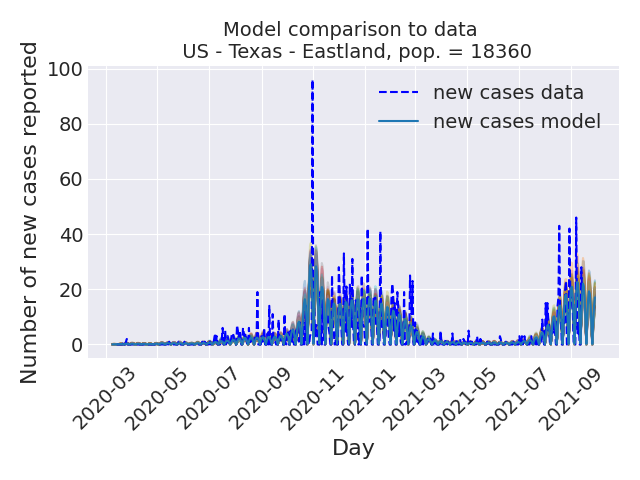 Model comparison to data
US - Texas - Eastland, pop. = 18360
Number of new cases reported
100
80
60
40
20
0
new cases data
new cases model
2020-03
2020-05
2020-07
2020-09
2020-11
2021-01
2021-03
2021-05
2021-07
2021-09
Day